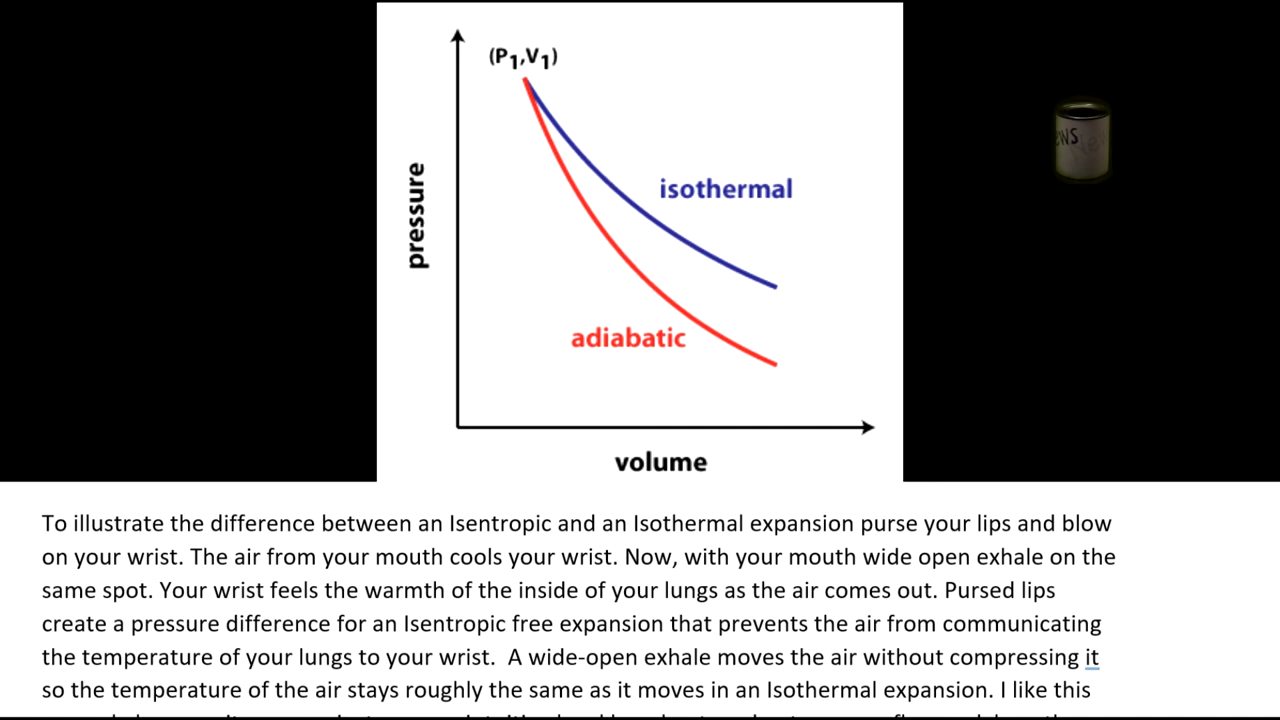 (P1,V1)
isothermal
pressure
adiabatic
volume
To illustrate the difference between an Isentropic and an Isothermal expansion purse your lips and blow
on your wrist. The air from your mouth cools your wrist. Now, with your mouth wide open exhale on the
same spot. Your wrist feels the warmth of the inside of your lungs as the air comes out. Pursed lips
create a pressure difference for an Isentropic free expansion that prevents the air from communicating
the temperature of your lungs to your wrist. A wide-open exhale moves the air without compressing it
so the temperature of the air stays roughly the same as it moves in an Isothermal expansion. I like this